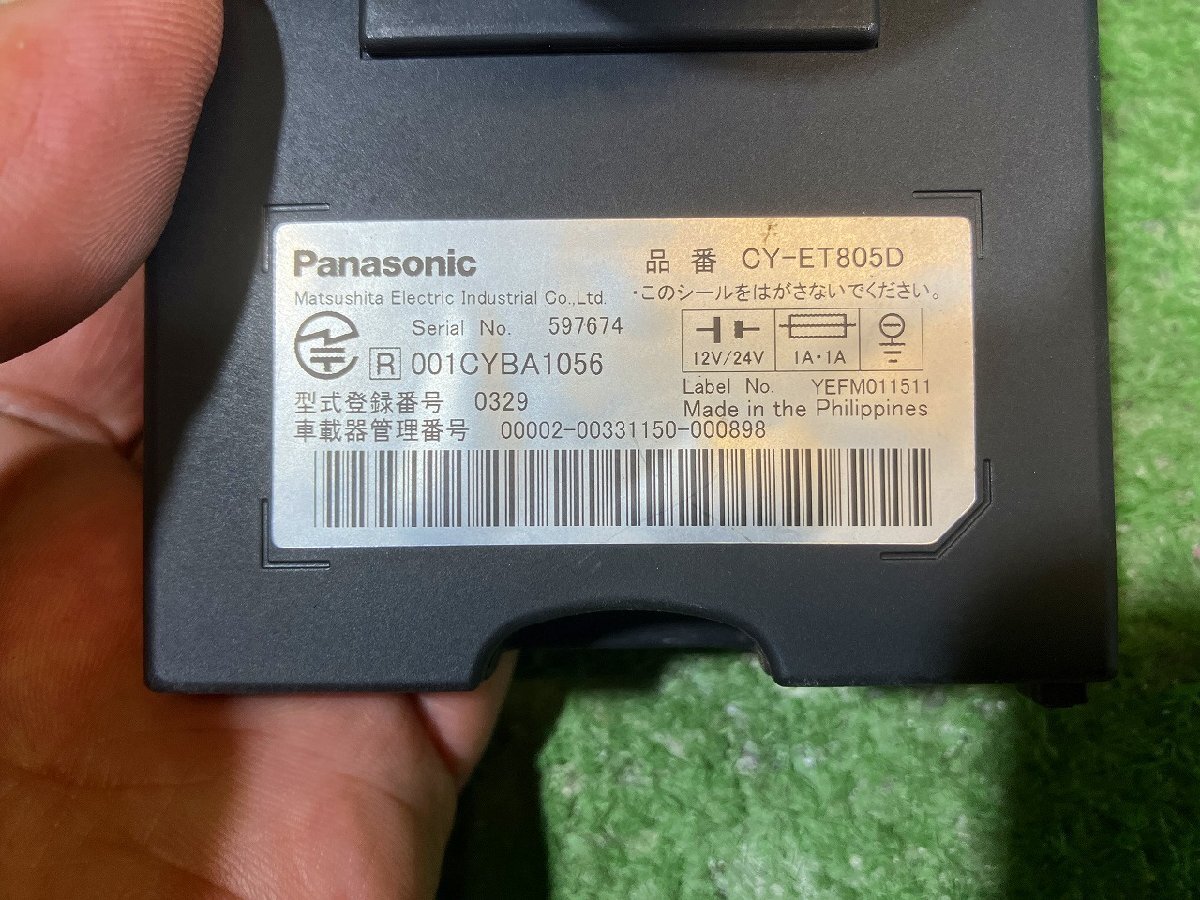 Panasonic 品番 CY-ET805D
Matsushita Electric Industrial Co.,Ltd. ・このシールをはがさないでください。
Serial No. 597674
R 001CYBA1056
12V/24V 1A・1A
型式登録番号 0329
Label No. YEFM011511
Made in the Philippines
車載器管理番号 00002-00331150-000898